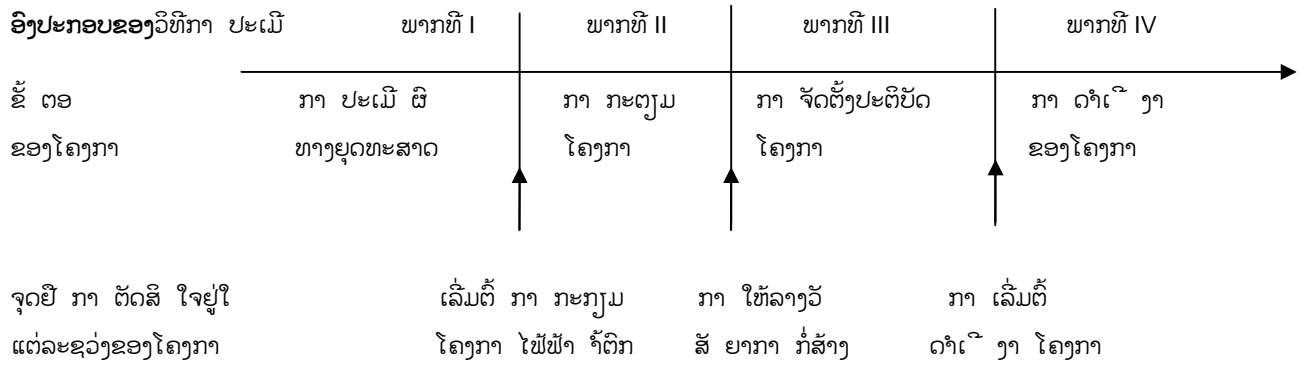 ອົງປະກອບຂອງວິທີກາ ປະເມີ ພາກທີ I ພາກທີ II ພາກທີ III ພາກທີ IV
ຂັ້ ຕອ ກາ ປະເມີ ຜົ ກາ ກະຕຽມ ກາ ຈັດຕັ້ງປະຕິບັດ ກາ ດຳເ ີ ງາ
ຂອງໂຄງກາ ທາງຍຸດທະສາດ ໂຄງກາ ໂຄງກາ ຂອງໂຄງກາ
ຈຸດຢື ກາ ຕັດສິ ໃຈຢູ່ໃ ເລີ່ມຕົ້ ກາ ກະກຽມ ກາ ໃຫ້ລາງວັ ກາ ເລີ່ມຕົ້
ແຕ່ລະຊວ່ງຂອງໂຄງກາ ໂຄງກາ ໄຟ້ຟ້າ ້ຳຕົກ ສັ ຍາກາ ກໍ່ສ້າງ ດຳເ ີ ງາ ໂຄງກາ